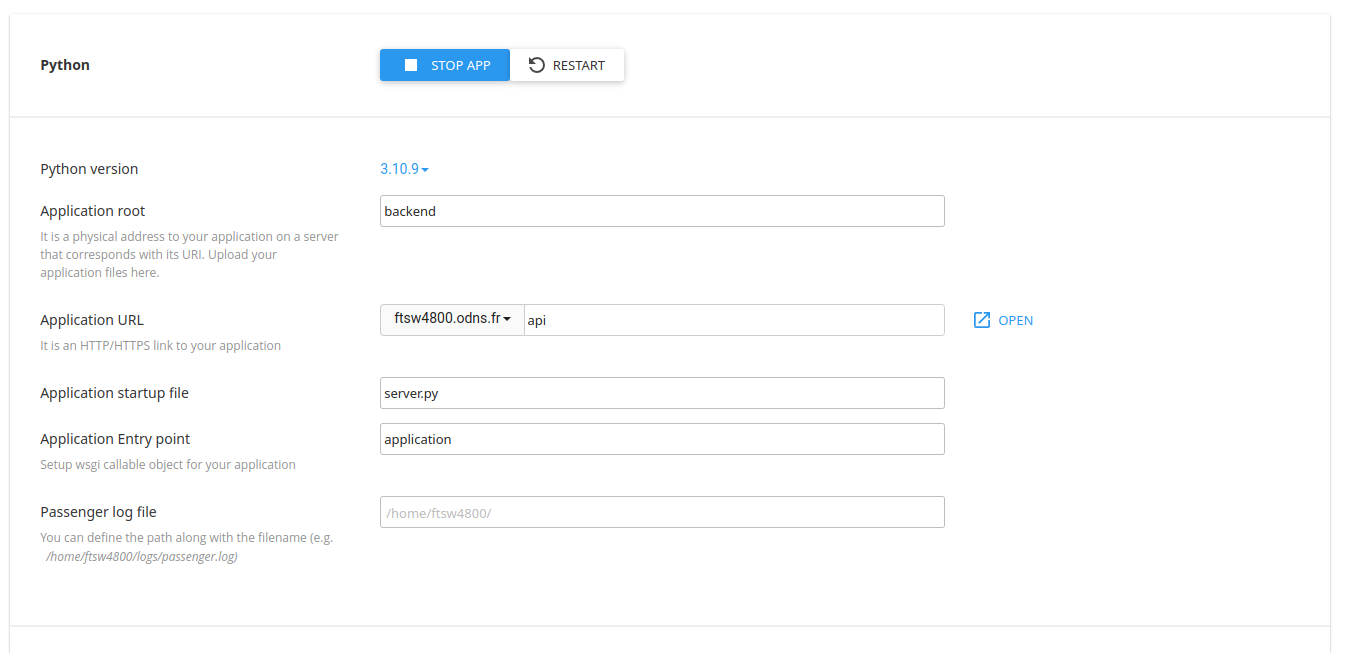 Python
STOP APP
RESTART
Python version
3.10.9
Application root
backend
It is a physical address to your application on a server
that corresponds with its URI. Upload your
application files here.
Application URL
ftsw4800.odns.fr
api
OPEN
It is an HTTP/HTTPS link to your application
Application startup file
server.py
Application Entry point
application
Setup wsgi callable object for your application
Passenger log file
/home/ftsw4800/
You can define the path along with the filename (e.g.
/home/ftsw4800/logs/passenger.log)